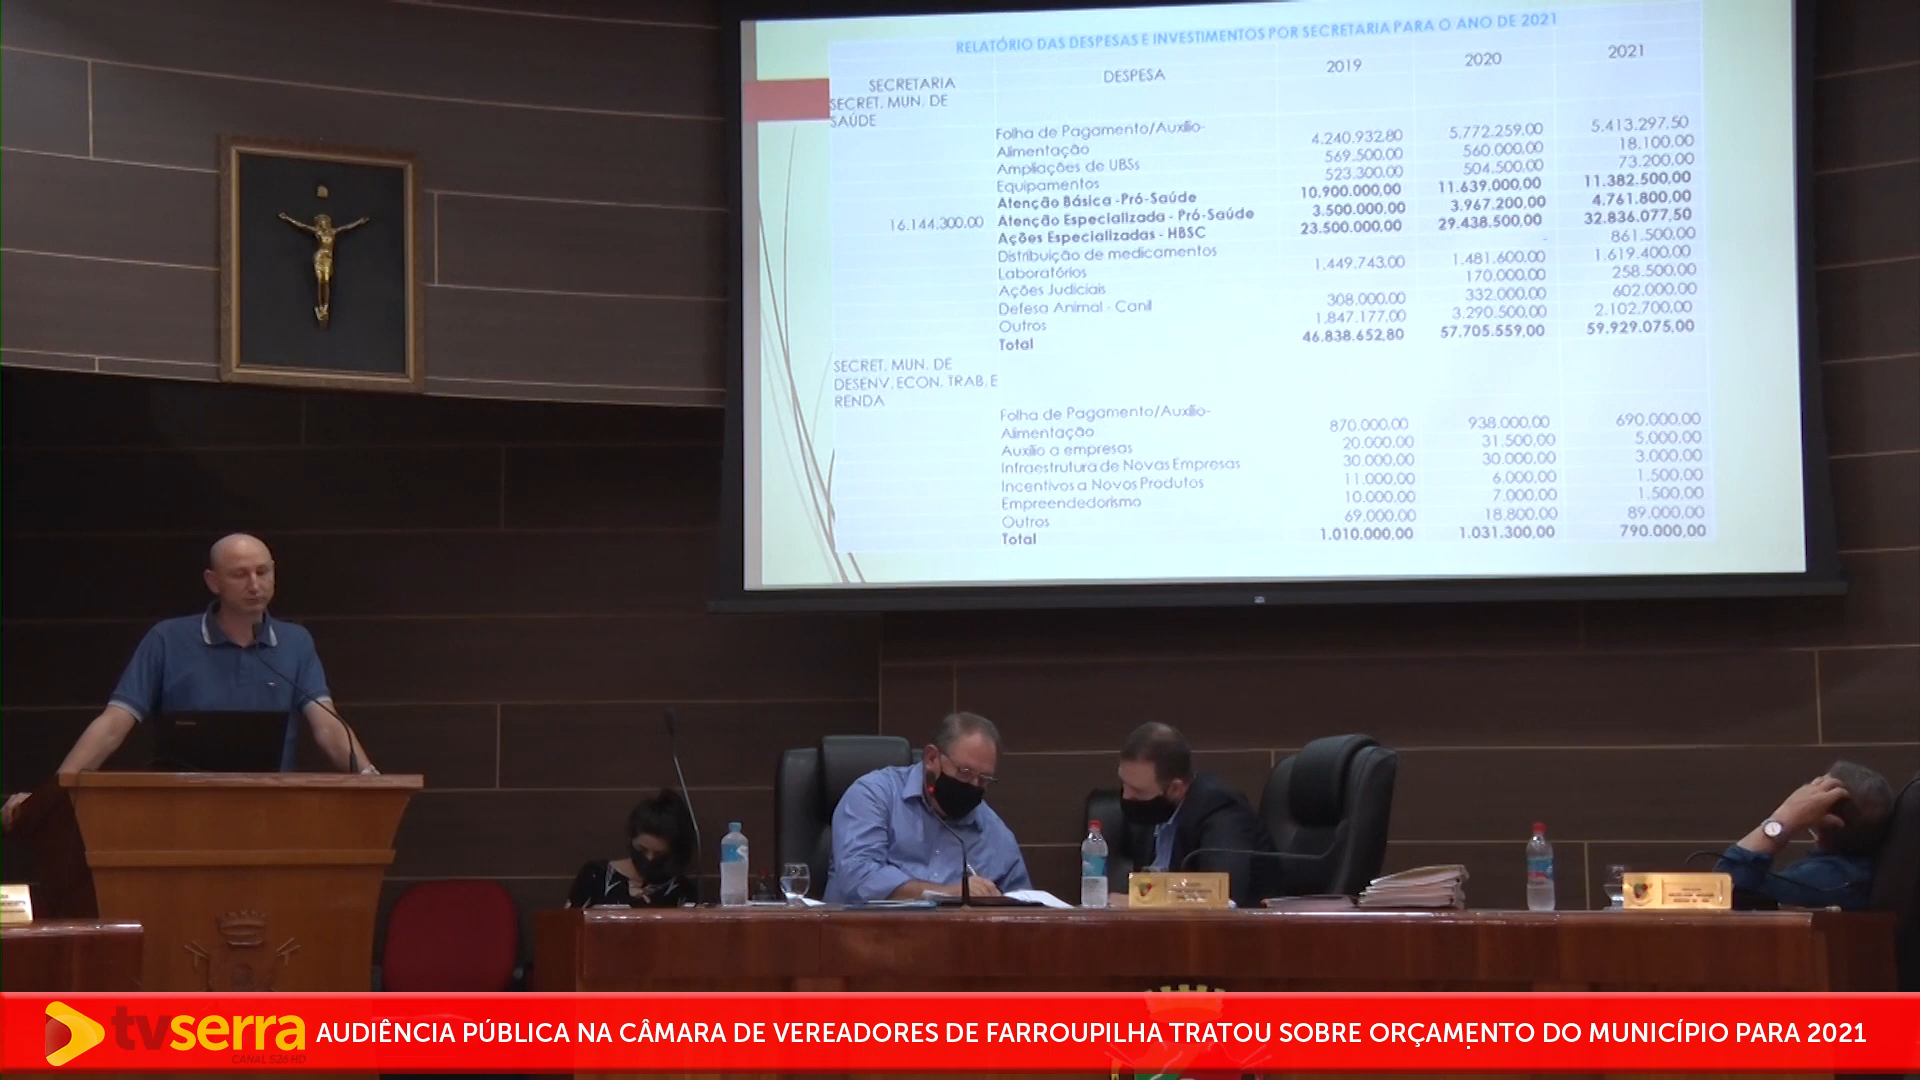 RELATÓRIO DAS DESPESAS E INVESTIMENTOS POR SECRETARIA PARA O ANO DE 2021
SECRETARIA DESPESA 2019 2020 2021
SECRET. MUN. DE
SAÚDE
Folha de Pagamento/Auxílio-
Alimentação 4.240.932,80 5.772.259,00 5.413.297,50
Ampliações de UBSs 569.500,00 560.000,00 18.100,00
Equipamentos 523.300,00 504.500,00 73.200,00
Atenção Básica -Pró-Saúde 10.900.000,00 11.639.000,00 11.382.500,00
16.144.300,00 Atenção Especializada - Pró-Saúde 3.500.000,00 3.967.200,00 4.761.800,00
Ações Especializadas - HBSC 23.500.000,00 29.438.500,00 32.836.077,50
Distribuição de medicamentos - 861.500,00
Laboratórios 1.449.743,00 1.481.600,00 1.619.400,00
Ações Judiciais 170.000,00 258.500,00
Defesa Animal - Canil 308.000,00 332.000,00 602.000,00
Outros 1.847.177,00 3.290.500,00 2.102.700,00
Total 46.838.652,80 57.705.559,00 59.929.075,00
SECRET. MUN. DE
DESENV. ECON. TRAB. E
RENDA
Folha de Pagamento/Auxílio-
Alimentação 870.000,00 938.000,00 690.000,00
Auxílio a empresas 20.000,00 31.500,00 5.000,00
Infraestrutura de Novas Empresas 30.000,00 30.000,00 3.000,00
Incentivos a Novos Produtos 11.000,00 6.000,00 1.500,00
Empreendedorismo 10.000,00 7.000,00 1.500,00
Outros 69.000,00 18.800,00 89.000,00
Total 1.010.000,00 1.031.300,00 790.000,00
tvserra
CANAL 526 HD
AUDIÊNCIA PÚBLICA NA CÂMARA DE VEREADORES DE FARROUPILHA TRATOU SOBRE ORÇAMENTO DO MUNICÍPIO PARA 2021